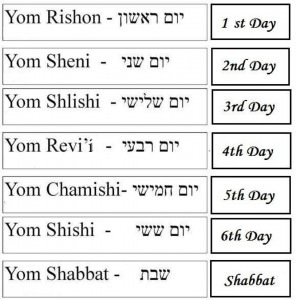 Yom Rishon - יום ראשון 1 st Day
Yom Sheni - יום שני 2nd Day
Yom Shlishi - יום שלישי 3rd Day
Yom Revi’í - יום רבעי 4th Day
Yom Chamishi- יום חמישי 5th Day
Yom Shishi - יום ששי 6th Day
Yom Shabbat - שבת Shabbat